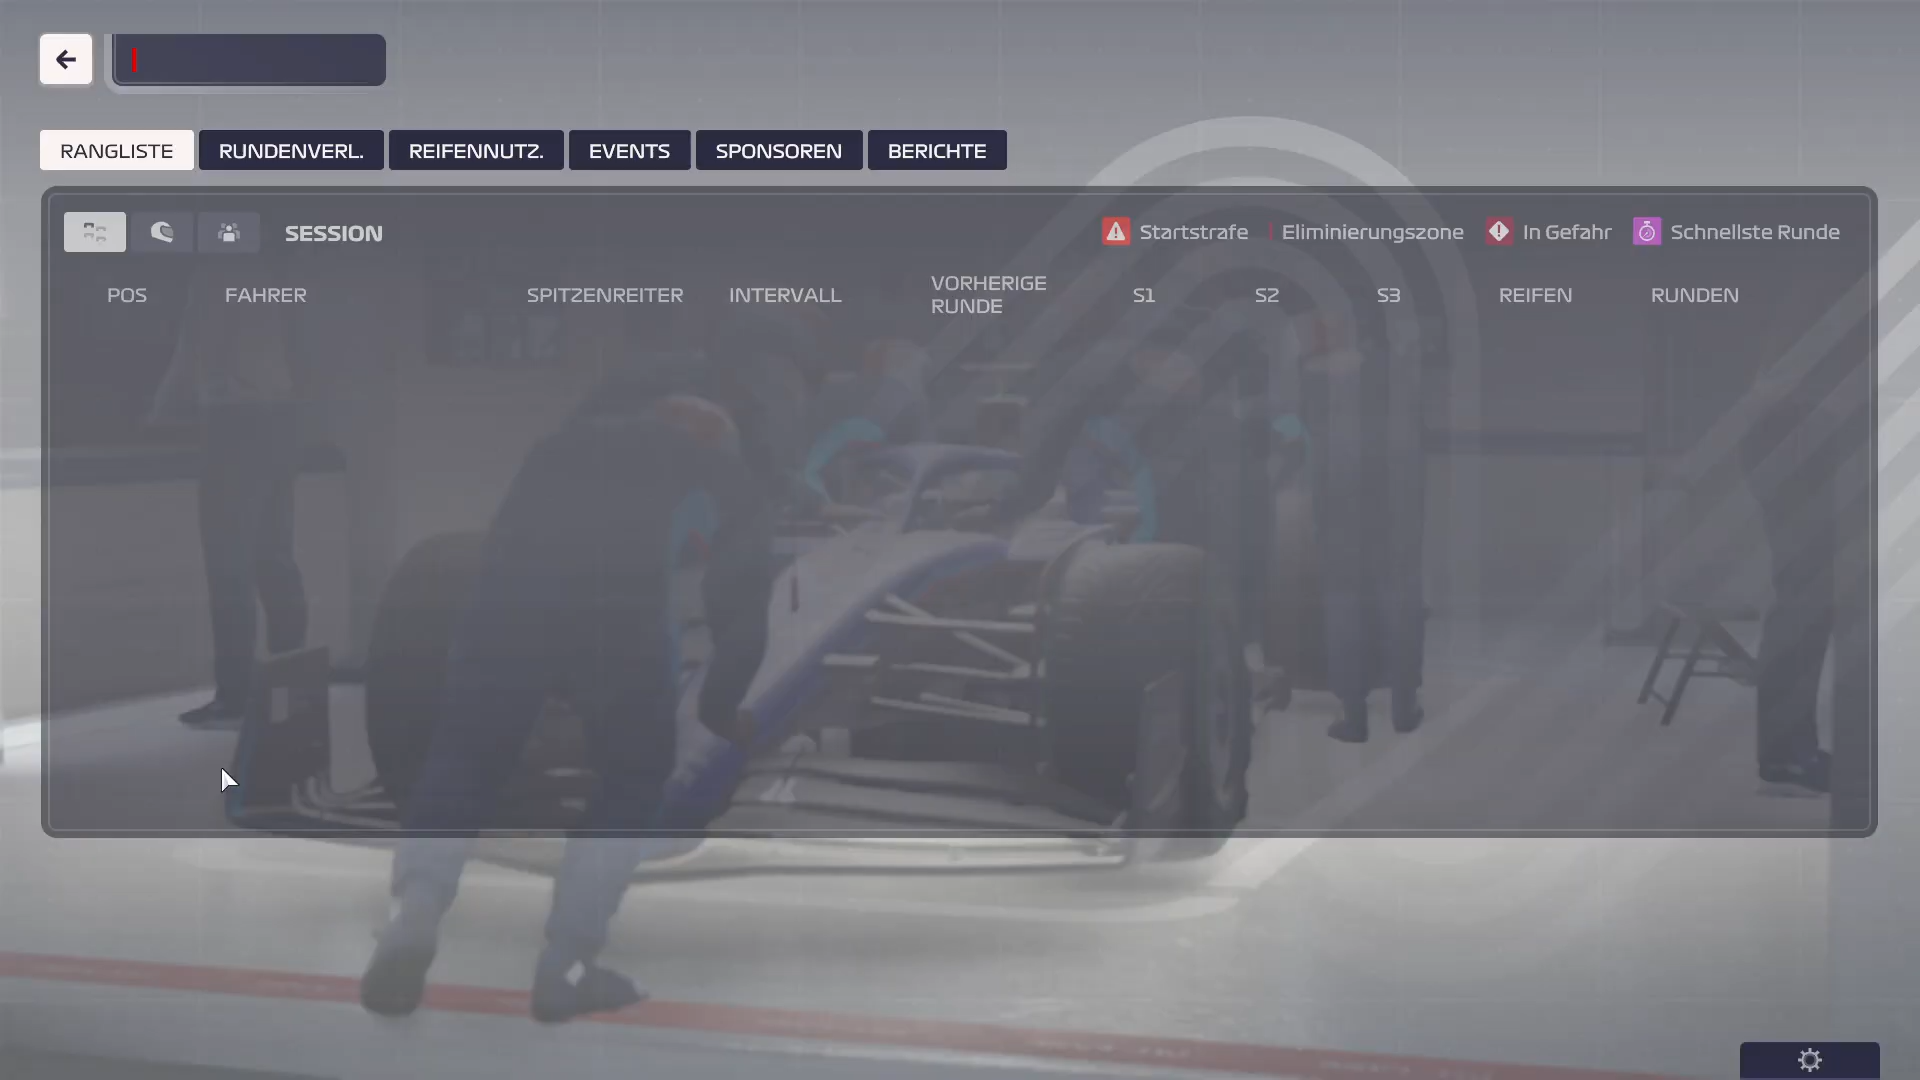 RANGLISTE RUNDENVERL. REIFENNUTZ. EVENTS SPONSOREN BERICHTE
SESSION Startstrafe Eliminierungszone In Gefahr Schnellste Runde
POS FAHRER SPITZENREITER INTERVALL VORHERIGE RUNDE S1 S2 S3 REIFEN RUNDEN